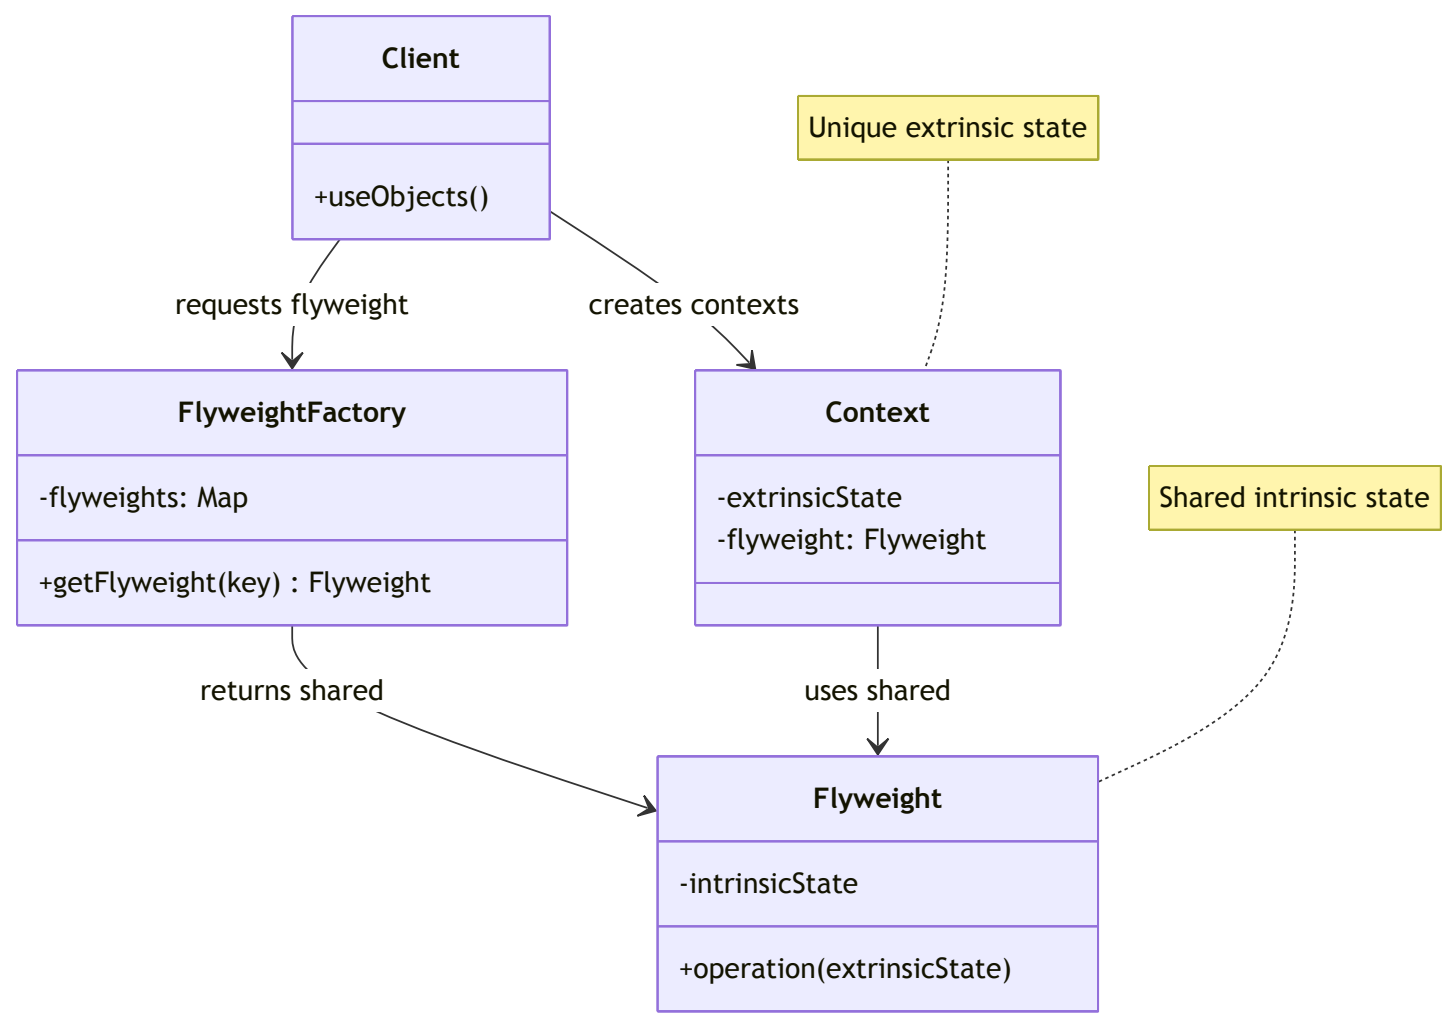 Client
+useObjects()
Unique extrinsic state
requests flyweight
creates contexts
FlyweightFactory
-flyweights: Map
+getFlyweight(key) : Flyweight
Context
-extrinsicState
-flyweight: Flyweight
Shared intrinsic state
returns shared
uses shared
Flyweight
-intrinsicState
+operation(extrinsicState)